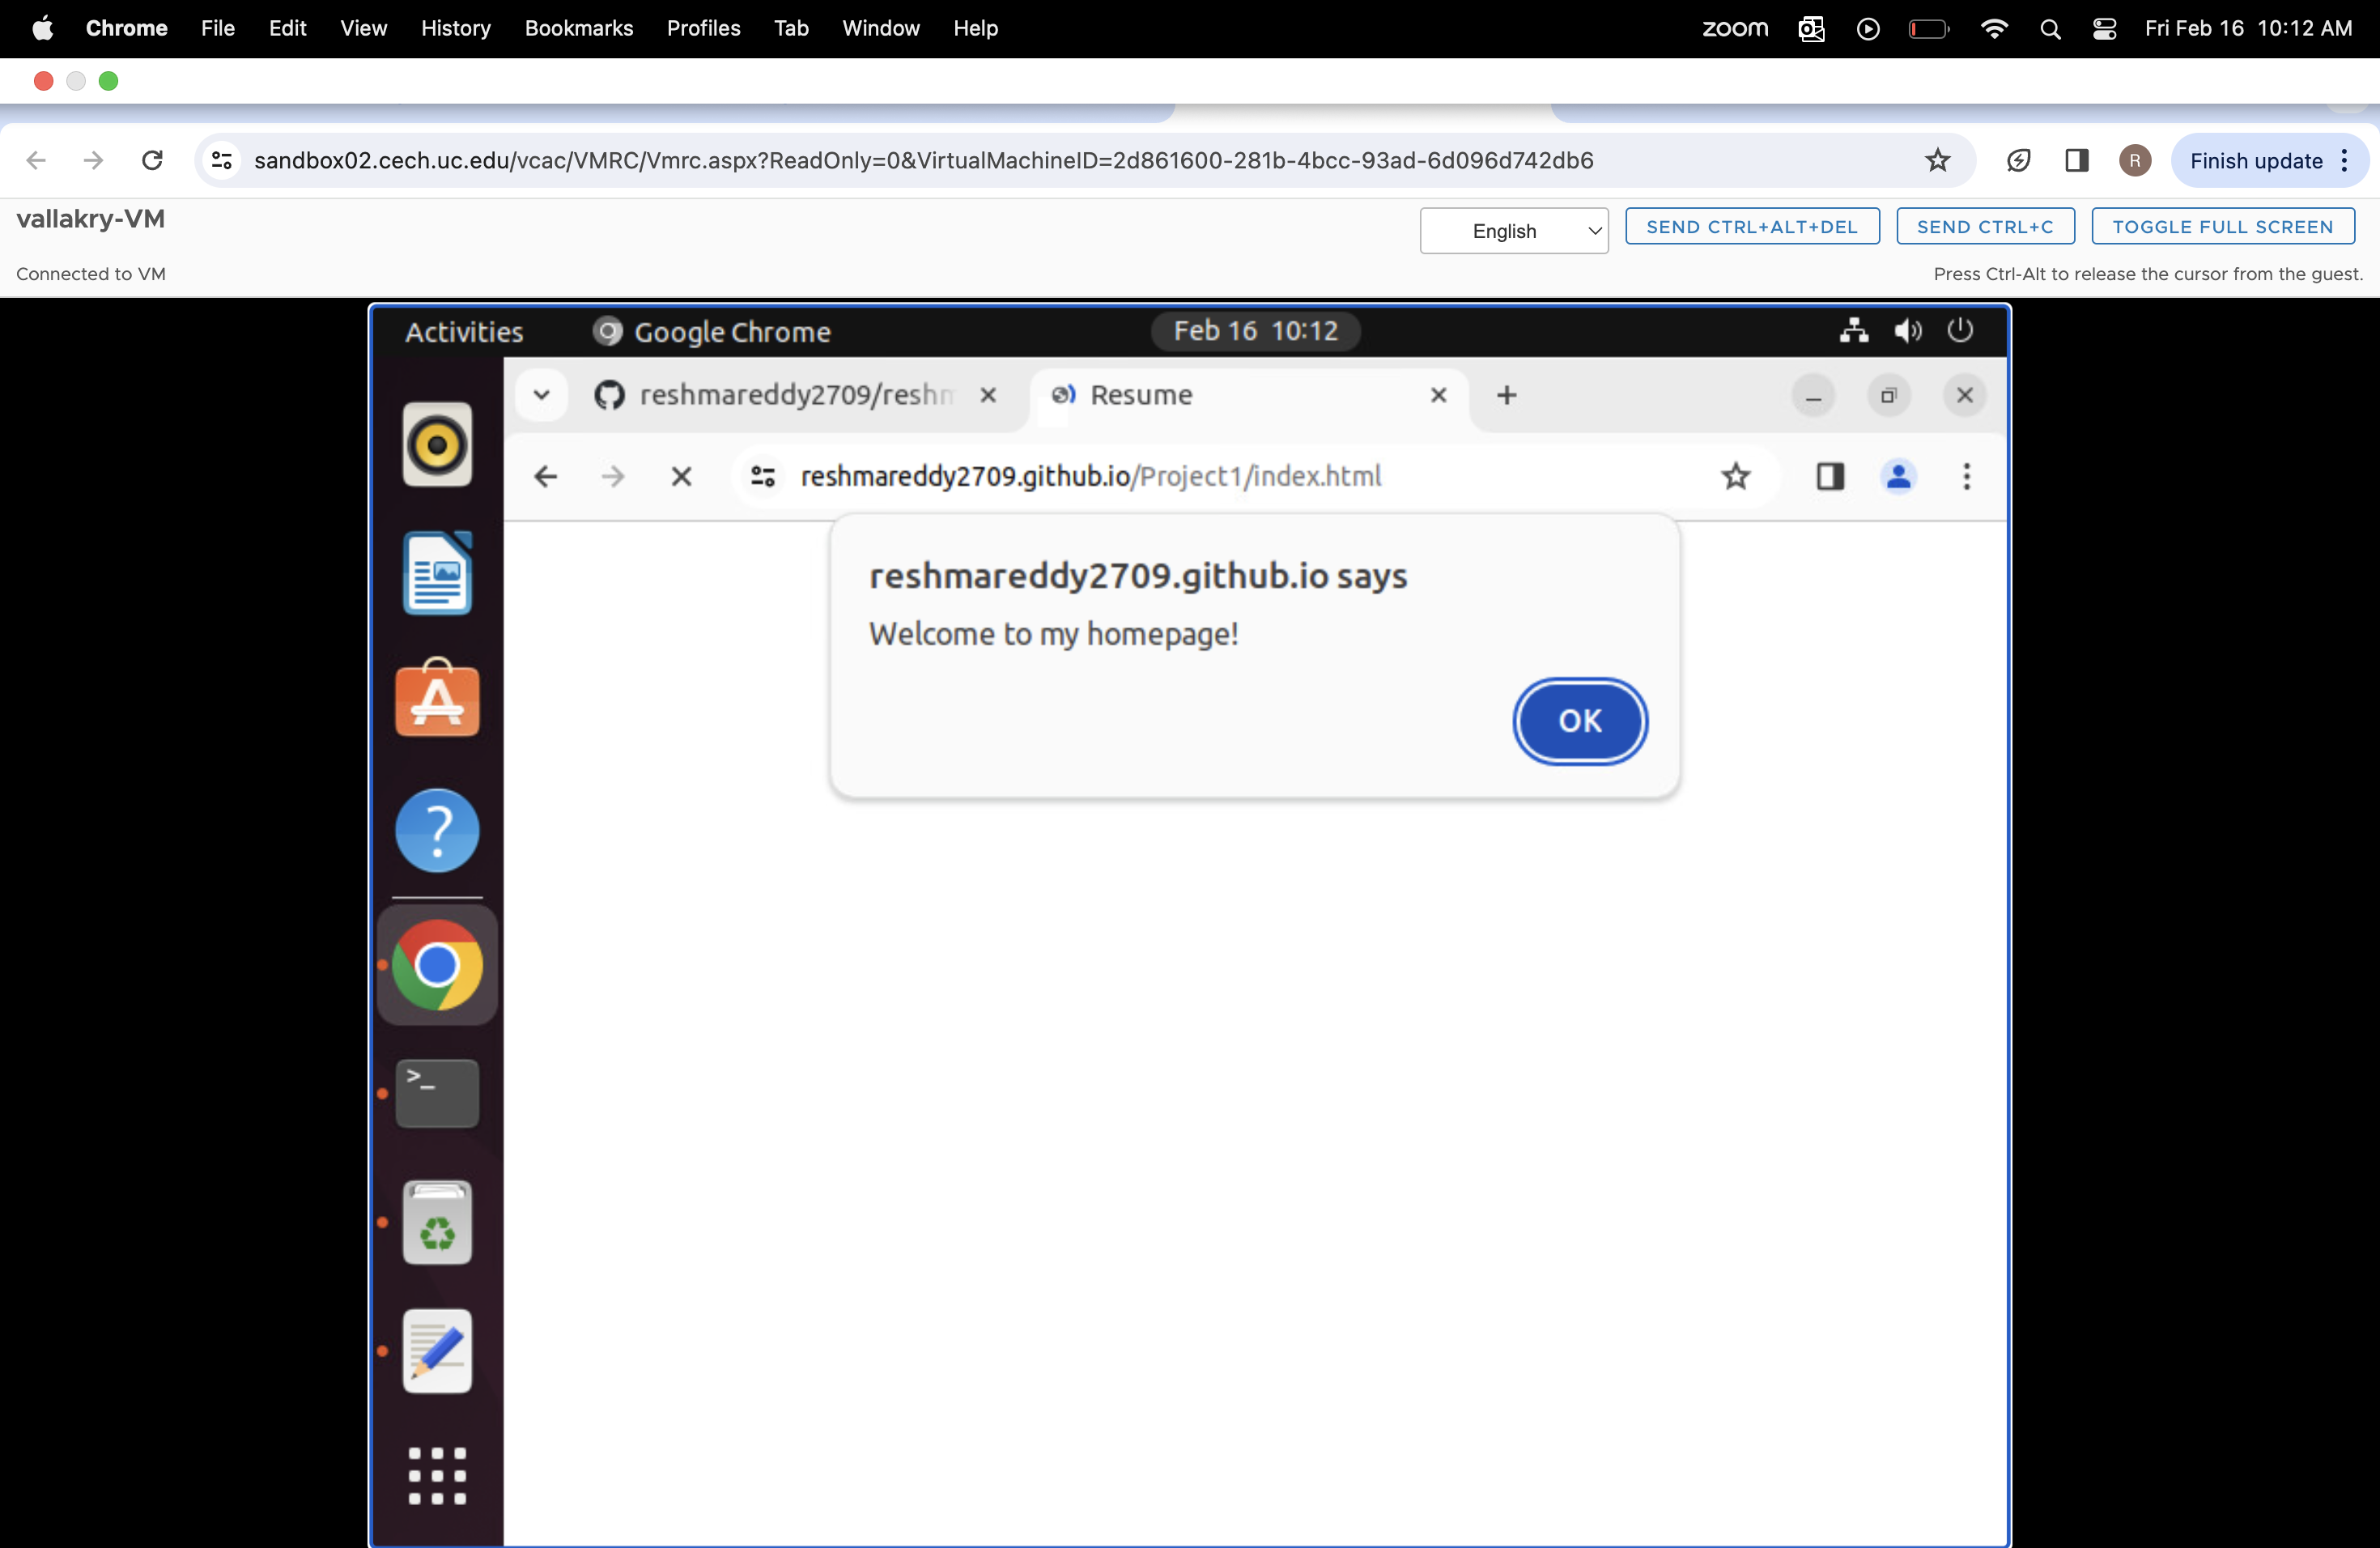 Chrome File Edit View History Bookmarks Profiles Tab Window Help zoom Fri Feb 16 10:12 AM
sandbox02.cech.uc.edu/vcac/VMRC/Vmrc.aspx?ReadOnly=0&VirtualMachineID=2d861600-281b-4bcc-93ad-6d096d742db6 R Finish update
vallakry-VM English SEND CTRL+ALT+DEL SEND CTRL+C TOGGLE FULL SCREEN
Connected to VM Press Ctrl-Alt to release the cursor from the guest.
Activities Google Chrome Feb 16 10:12
reshmareddy2709/reshm Resume
reshmareddy2709.github.io/Project1/index.html
reshmareddy2709.github.io says
Welcome to my homepage!
OK